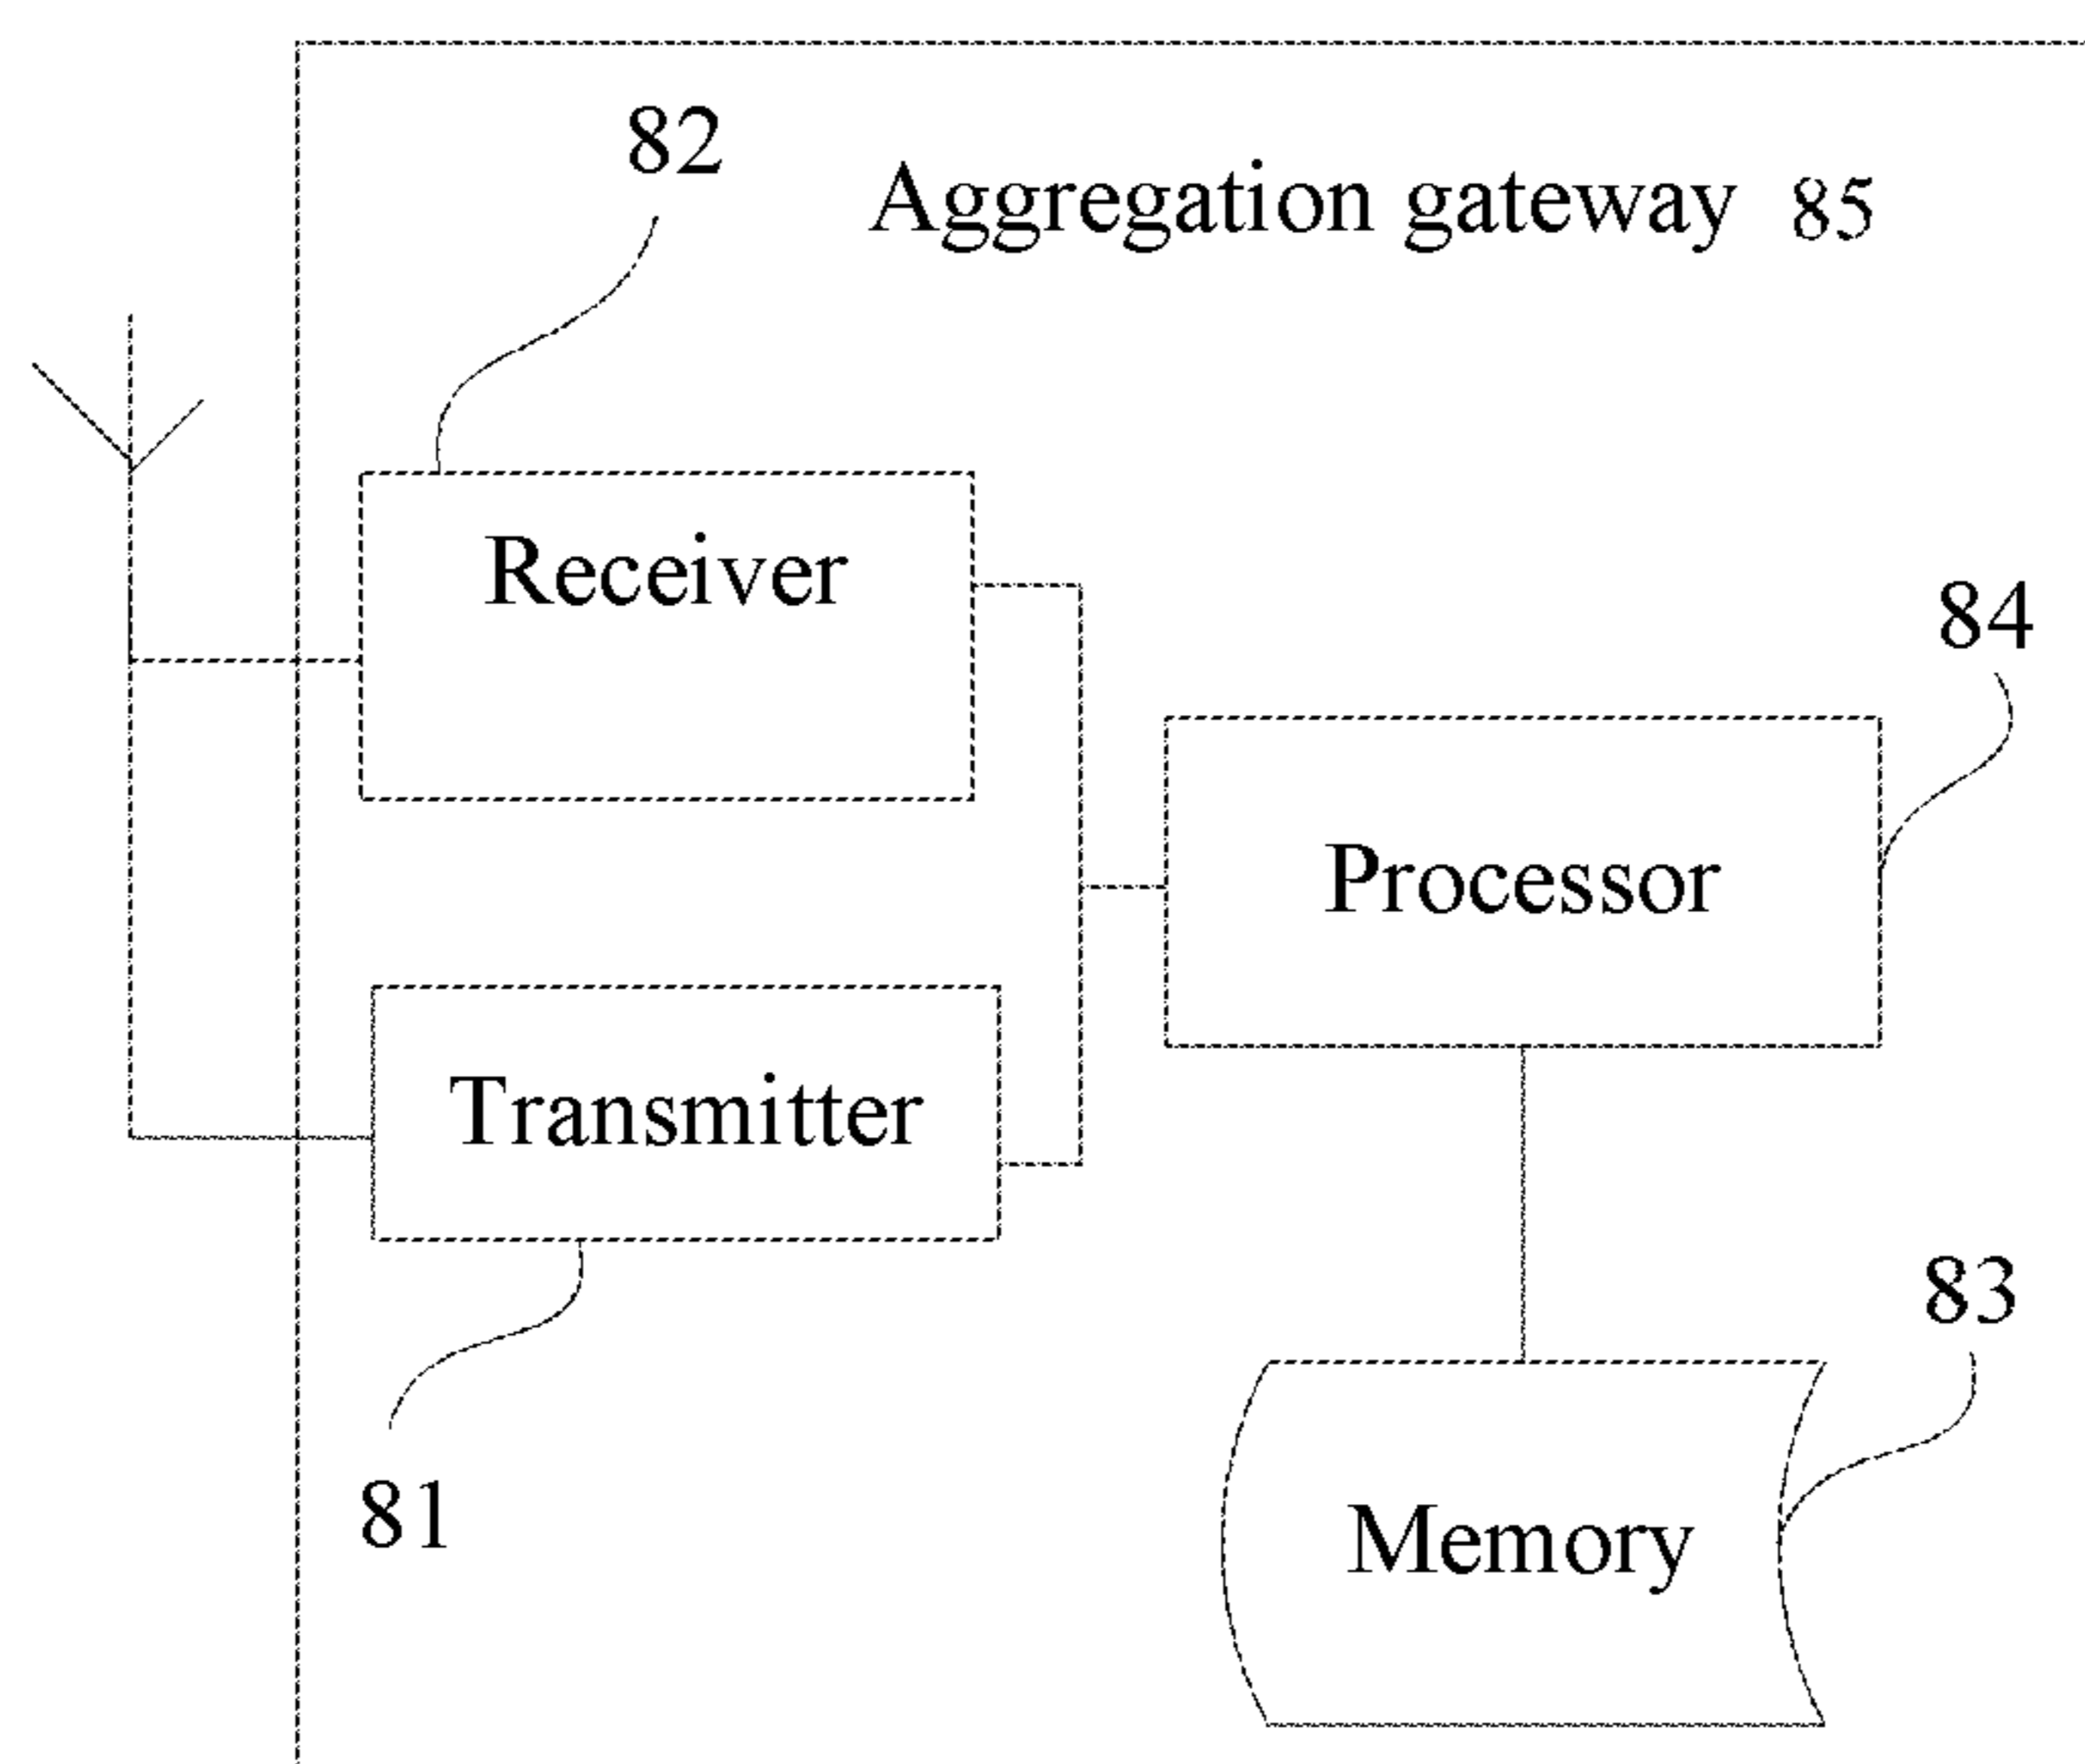 82
Aggregation gateway 85
Receiver
84
Processor
Transmitter
83
81
Memory